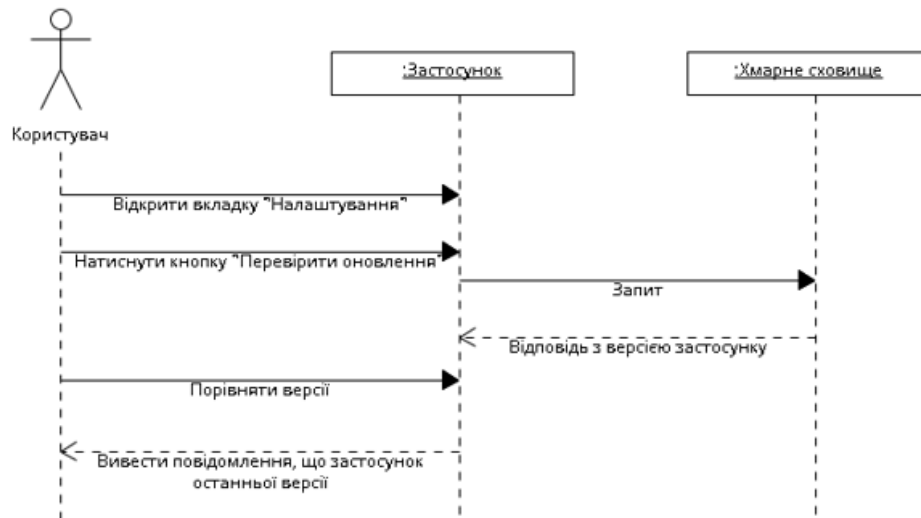 :Застосунок
:Хмарне сховище
Користувач
Відкрити вкладку "Налаштування"
Натиснути кнопку "Перевірити оновлення"
Запит
Відповідь з версією застосунку
Порівняти версії
Вивести повідомлення, що застосунок
останньої версії